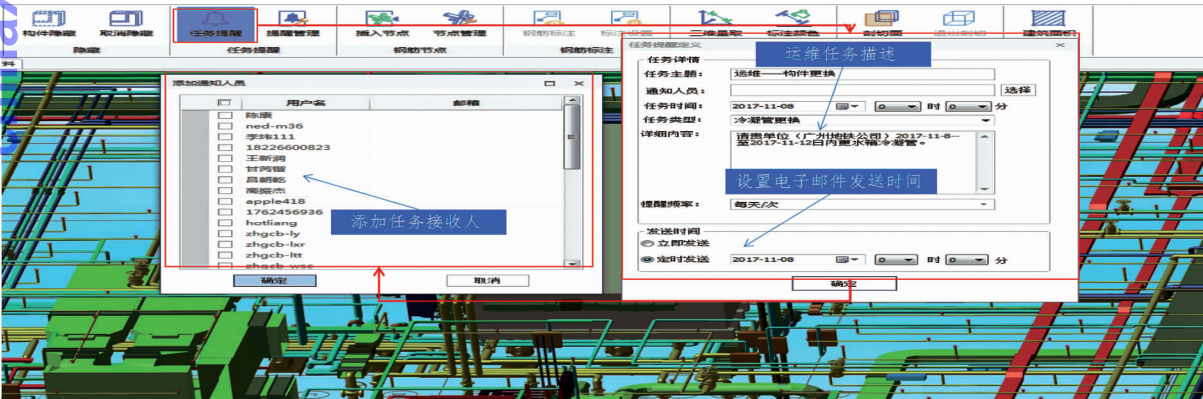 构件隐藏 取消隐藏 任务提醒 提醒管理 插入节点 节点管理 钢筋标注 标注设置 三维量取 标注颜色 剖切面 退出剖切 建筑面积
隐藏 任务提醒 钢筋节点 钢筋标注
料
添加通知人员
用户名 邮箱
陈康
ned-m36
李炜111
18226600823
王新润
甘芮榴
吕朝乾
高振杰
apple418
1762456936
hotliang
zhgcb-ly
zhgcb-lxr
zhgcb-ltt
zhgcb-wsc
确定 取消
添加任务接收人
任务提醒定义
运维任务描述
任务详情
任务主题: 运维——构件更换
通知人员: 选择
任务时间: 2017-11-08 0 时 0 分
任务类型: 冷凝管更换
详细内容: 请贵单位（广州地铁公司）2017-11-8--
至2017-11-12日内更水箱冷凝管。
设置电子邮件发送时间
提醒频率: 每天/次
发送时间
立即发送
定时发送 2017-11-08 0 时 0 分
确定